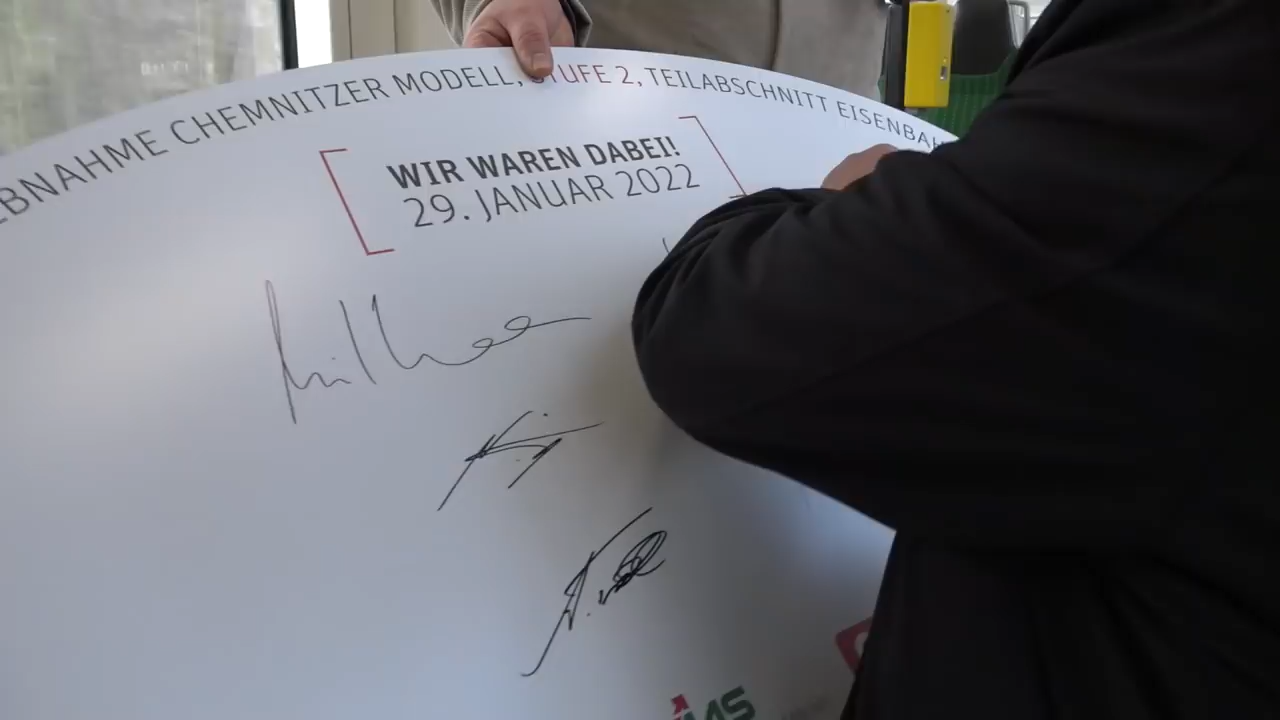 EBNAHME CHEMNITZER MODELL, STUFE 2, TEILABSCHNITT EISENBAH
WIR WAREN DABEI!
29. JANUAR 2022